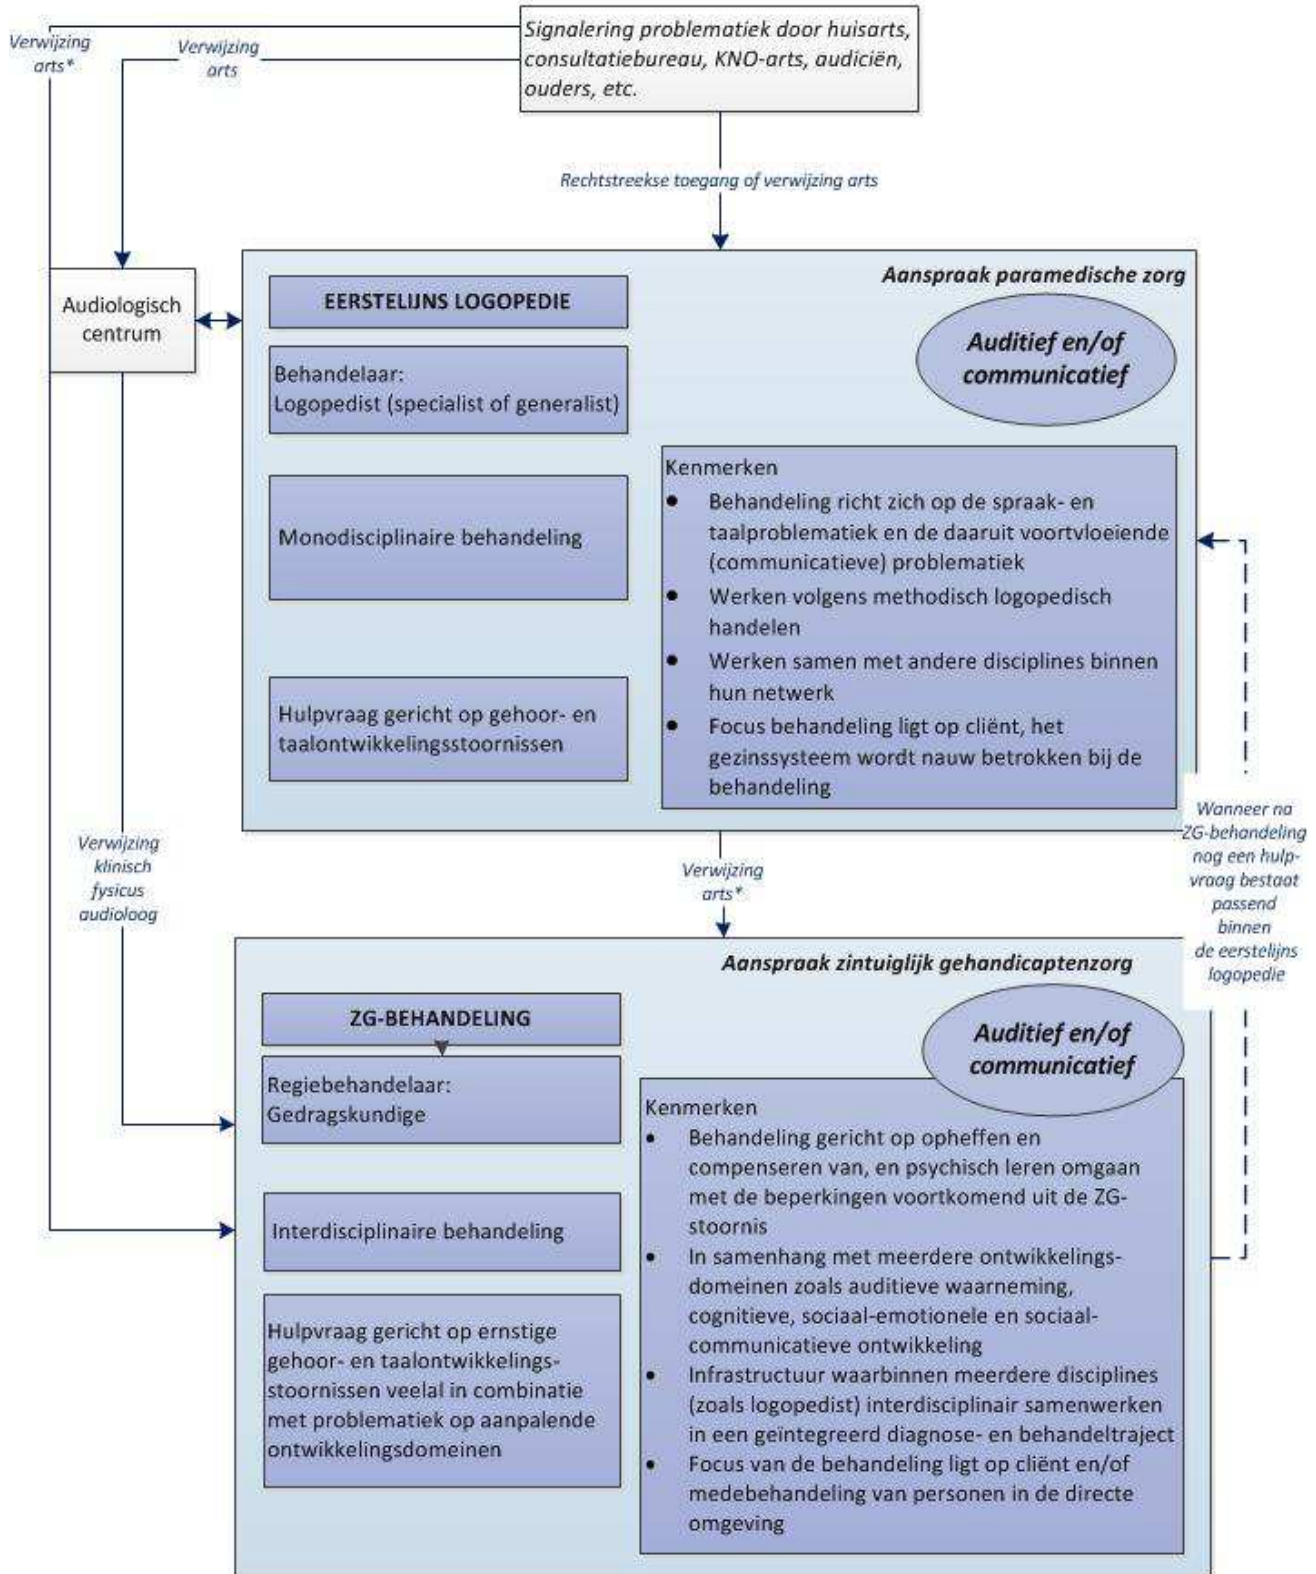 Signalering problematiek door huisarts,
consultatiebureau, KNO-arts, audiciën,
ouders, etc.
Verwijzing
arts*
Verwijzing
arts
Rechtstreekse toegang of verwijzing arts
Audiologisch
centrum
Aanspraak paramedische zorg
EERSTELIJNS LOGOPEDIE
Auditief en/of
communicatief
Behandelaar:
Logopedist (specialist of generalist)
Monodisciplinaire behandeling
Hulpvraag gericht op gehoor- en
taalontwikkelingsstoornissen
Kenmerken
● Behandeling richt zich op de spraak- en
taalproblematiek en de daaruit voortvloeiende
(communicatieve) problematiek
● Werken volgens methodisch logopedisch
handelen
● Werken samen met andere disciplines binnen
hun netwerk
● Focus behandeling ligt op cliënt, het
gezinssysteem wordt nauw betrokken bij de
behandeling
Verwijzing
klinisch
fysicus
audioloog
Verwijzing
arts*
Wanneer na
ZG-behandeling
nog een hulp-
vraag bestaat
passend
binnen
de eerstelijns
logopedie
Aanspraak zintuiglijk gehandicaptenzorg
ZG-BEHANDELING
Auditief en/of
communicatief
Regiebehandelaar:
Gedragskundige
Interdisciplinaire behandeling
Hulpvraag gericht op ernstige
gehoor- en taalontwikkelings-
stoornissen veelal in combinatie
met problematiek op aanpalende
ontwikkelingsdomeinen
Kenmerken
● Behandeling gericht op opheffen en
compenseren van, en psychisch leren omgaan
met de beperkingen voortkomend uit de ZG-
stoornis
● In samenhang met meerdere ontwikkelings-
domeinen zoals auditieve waarneming,
cognitieve, sociaal-emotionele en sociaal-
communicatieve ontwikkeling
● Infrastructuur waarbinnen meerdere disciplines
(zoals logopedist) interdisciplinair samenwerken
in een geïntegreerd diagnose- en behandeltraject
● Focus van de behandeling ligt op cliënt en/of
medebehandeling van personen in de directe
omgeving